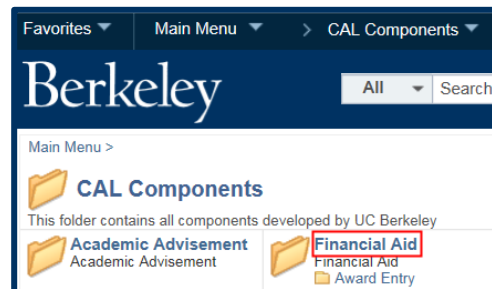 Favorites Main Menu > CAL Components
Berkeley
All Search
Main Menu >
CAL Components
This folder contains all components developed by UC Berkeley
Academic Advisement Financial Aid
Academic Advisement Financial Aid
Award Entry